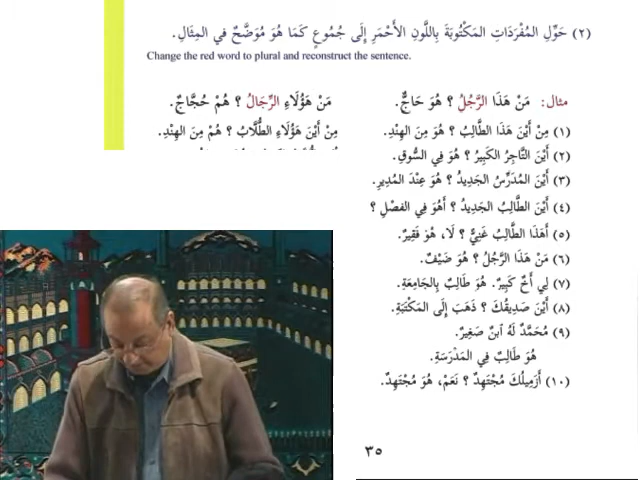 (٢) حَوِّلِ المُفْرَدَاتِ المَكْتُوبَةَ بِاللَّونِ الأَحْمَرِ إِلَى جُمُوعٍ كَمَا هُوَ مُوَضَّحٌ في المِثَالِ.
Change the red word to plural and reconstruct the sentence.
مثال: مَنْ هَذَا الرَّجُلُ ؟ هُوَ حَاجٌّ. مَنْ هَؤُلَاءِ الرِّجَالُ ؟ هُمْ حُجَّاجٌ.
(١) مِنْ أَيْنَ هَذَا الطَّالِبُ ؟ هُوَ مِنَ الهِنْدِ. مِنْ أَيْنَ هَؤُلَاءِ الطُّلَّابُ ؟ هُمْ مِنَ الهِنْدِ.
(٢) أَيْنَ التَّاجِرُ الكَبِيرُ ؟ هُوَ فِي السُّوقِ.
(٣) أَيْنَ المُدَرِّسُ الجَدِيدُ ؟ هُوَ عِنْدَ المُدِيرِ.
(٤) أَيْنَ الطَّالِبُ الجَدِيدُ ؟ أَهُوَ فِي الفَصْلِ ؟
(٥) أَهَذَا الطَّالِبُ غَنِيٌّ ؟ لَا، هُوَ فَقِيرٌ.
(٦) مَنْ هَذَا الرَّجُلُ ؟ هُوَ ضَيْفٌ.
(٧) لِي أَخٌ كَبِيرٌ. هُوَ طَالِبٌ بِالجَامِعَةِ.
(٨) أَيْنَ صَدِيقُكَ ؟ ذَهَبَ إِلَى المَكْتَبَةِ.
(٩) مُحَمَّدٌ لَهُ ابْنٌ صَغِيرٌ.
هُوَ طَالِبٌ فِي المَدْرَسَةِ.
(١٠) أَزَمِيلُكَ مُجْتَهِدٌ ؟ نَعَمْ، هُوَ مُجْتَهِدٌ.
٣٥